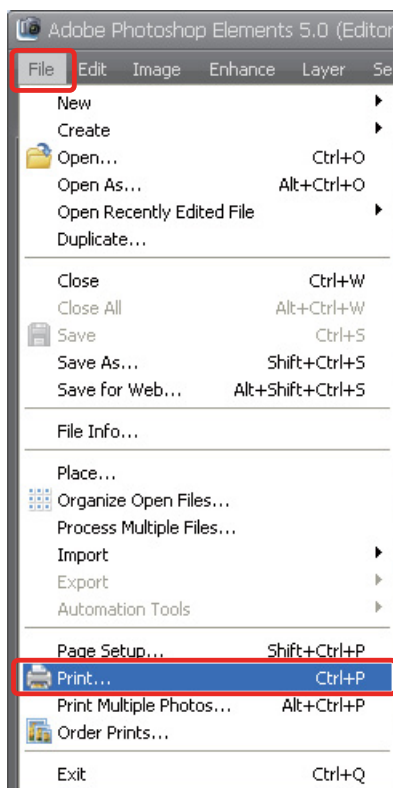 Adobe Photoshop Elements 5.0 (Editor
File Edit Image Enhance Layer Se
New
Create
Open... Ctrl+O
Open As... Alt+Ctrl+O
Open Recently Edited File
Duplicate...
Close Ctrl+W
Close All Alt+Ctrl+W
Save Ctrl+S
Save As... Shift+Ctrl+S
Save for Web... Alt+Shift+Ctrl+S
File Info...
Place...
Organize Open Files...
Process Multiple Files...
Import
Export
Automation Tools
Page Setup... Shift+Ctrl+P
Print... Ctrl+P
Print Multiple Photos... Alt+Ctrl+P
Order Prints...
Exit Ctrl+Q